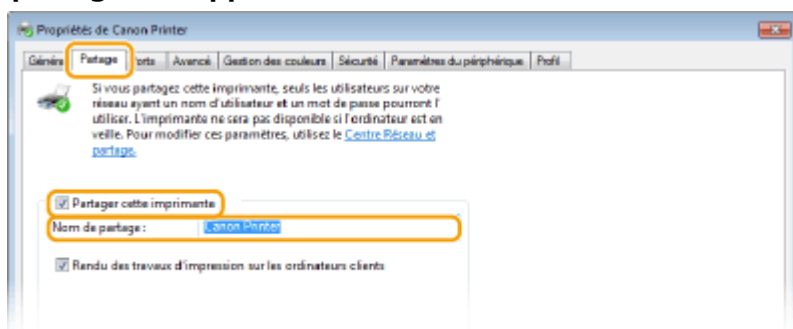 Propriétés de Canon Printer
Général Partage Ports Avancé Gestion des couleurs Sécurité Paramètres du périphérique Profil
Si vous partagez cette imprimante, seuls les utilisateurs sur votre
réseau ayant un nom d'utilisateur et un mot de passe pourront l'
utiliser. L'imprimante ne sera pas disponible si l'ordinateur est en
veille. Pour modifier ces paramètres, utilisez le Centre Réseau et
partage.
Partager cette imprimante
Nom de partage :
Canon Printer
Rendu des travaux d'impression sur les ordinateurs clients